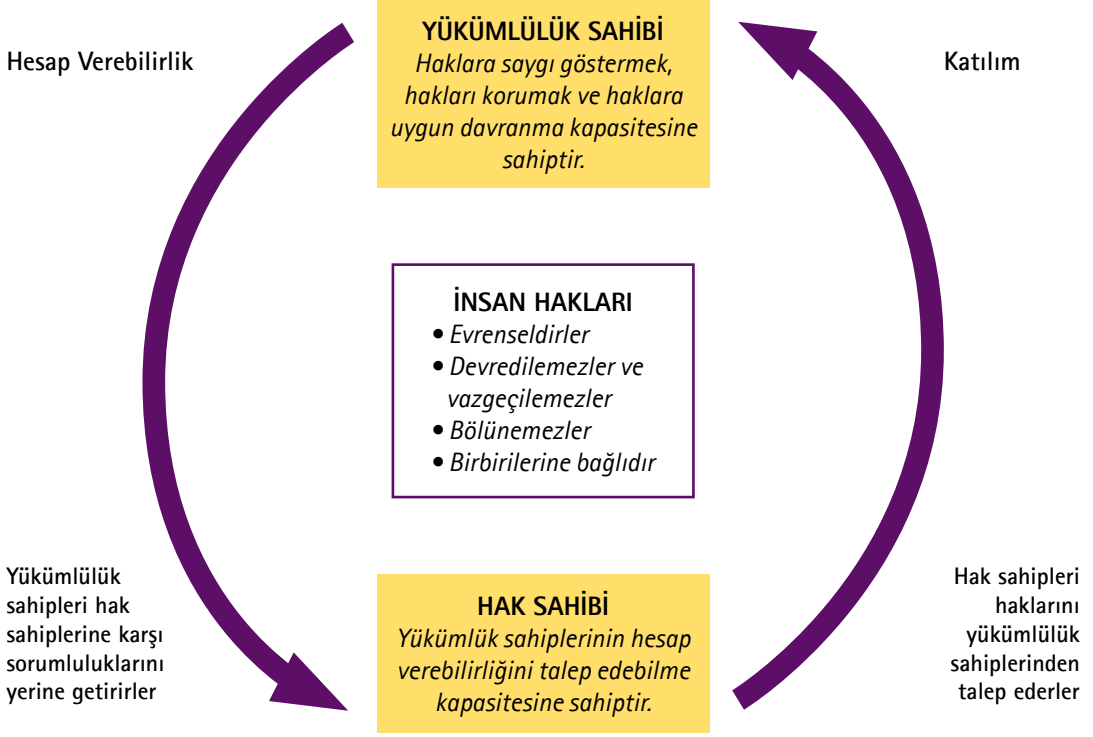 Hesap Verebilirlik
YÜKÜMLÜLÜK SAHİBİ
Haklara saygı göstermek,
hakları korumak ve haklara
uygun davranma kapasitesine
sahiptir.
Katılım
İNSAN HAKLARI
• Evrenseldirler
• Devredilemezler ve
vazgeçilemezler
• Bölünemezler
• Birbirilerine bağlıdır
Yükümlülük
sahipleri hak
sahiplerine karşı
sorumluluklarını
yerine getirirler
HAK SAHİBİ
Yükümlük sahiplerinin hesap
verebilirliğini talep edebilme
kapasitesine sahiptir.
Hak sahipleri
haklarını
yükümlülük
sahiplerinden
talep ederler